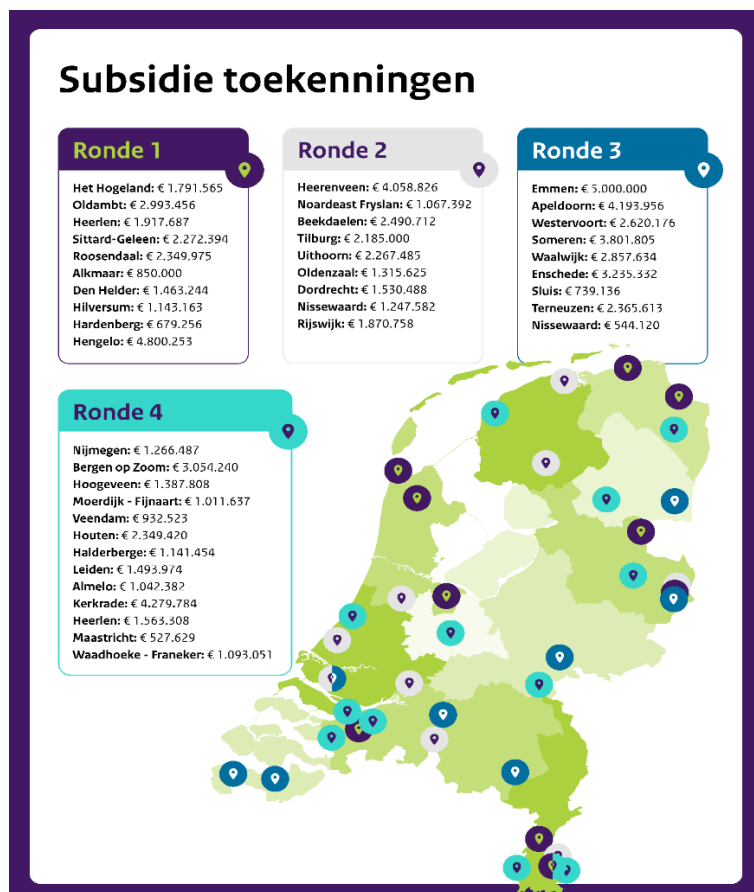 Subsidie toekenningen
Ronde 1
Het Hogeland: € 1.791.565
Oldambt: € 2.993.456
Heerlen: € 1.917.687
Sittard-Geleen: € 2.272.394
Roosendaal: € 2.349.975
Alkmaar: € 850.000
Den Helder: € 1.463.244
Hilversum: € 1.143.163
Hardenberg: € 679.256
Hengelo: € 4.800.253
Ronde 2
Heerenveen: € 4.058.826
Noardeast Fryslan: € 1.067.392
Beekdaelen: € 2.490.712
Tilburg: € 2.185.000
Uithoorn: € 2.267.485
Oldenzaal: € 1.315.625
Dordrecht: € 1.530.488
Nissewaard: € 1.247.582
Rijswijk: € 1.870.758
Ronde 3
Emmen: € 5.000.000
Apeldoorn: € 4.193.956
Westervoort: € 2.620.176
Someren: € 3.801.805
Waalwijk: € 2.857.634
Enschede: € 3.235.332
Sluis: € 739.136
Terneuzen: € 2.365.613
Nissewaard: € 544.120
Ronde 4
Nijmegen: € 1.266.487
Bergen op Zoom: € 3.054.240
Hoogeveen: € 1.387.808
Moerdijk - Fijnaart: € 1.011.637
Veendam: € 932.523
Houten: € 2.349.420
Halderberge: € 1.141.454
Leiden: € 1.493.974
Almelo: € 1.042.382
Kerkrade: € 4.279.784
Heerlen: € 1.563.308
Maastricht: € 527.629
Waadhoeke - Franeker: € 1.093.051